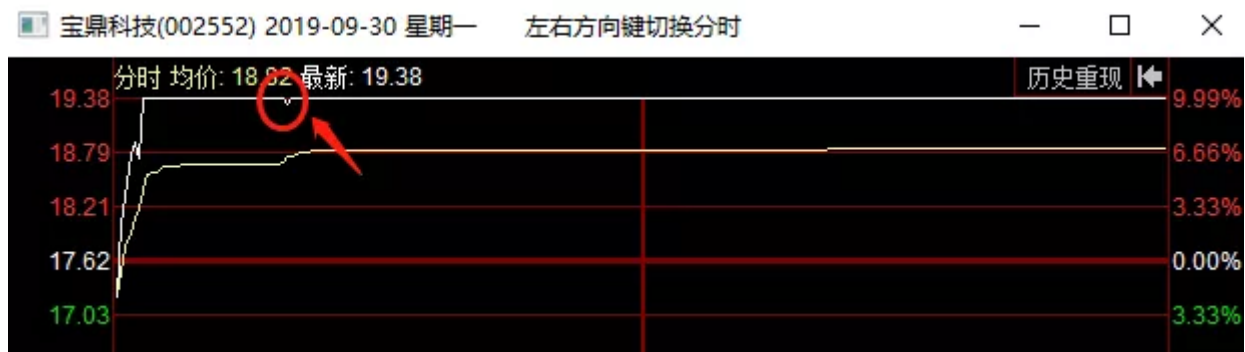 宝鼎科技(002552) 2019-09-30 星期一 左右方向键切换分时
分时 均价: 18.82 最新: 19.38 历史重现
19.38 9.99%
18.79 6.66%
18.21 3.33%
17.62 0.00%
17.03 3.33%